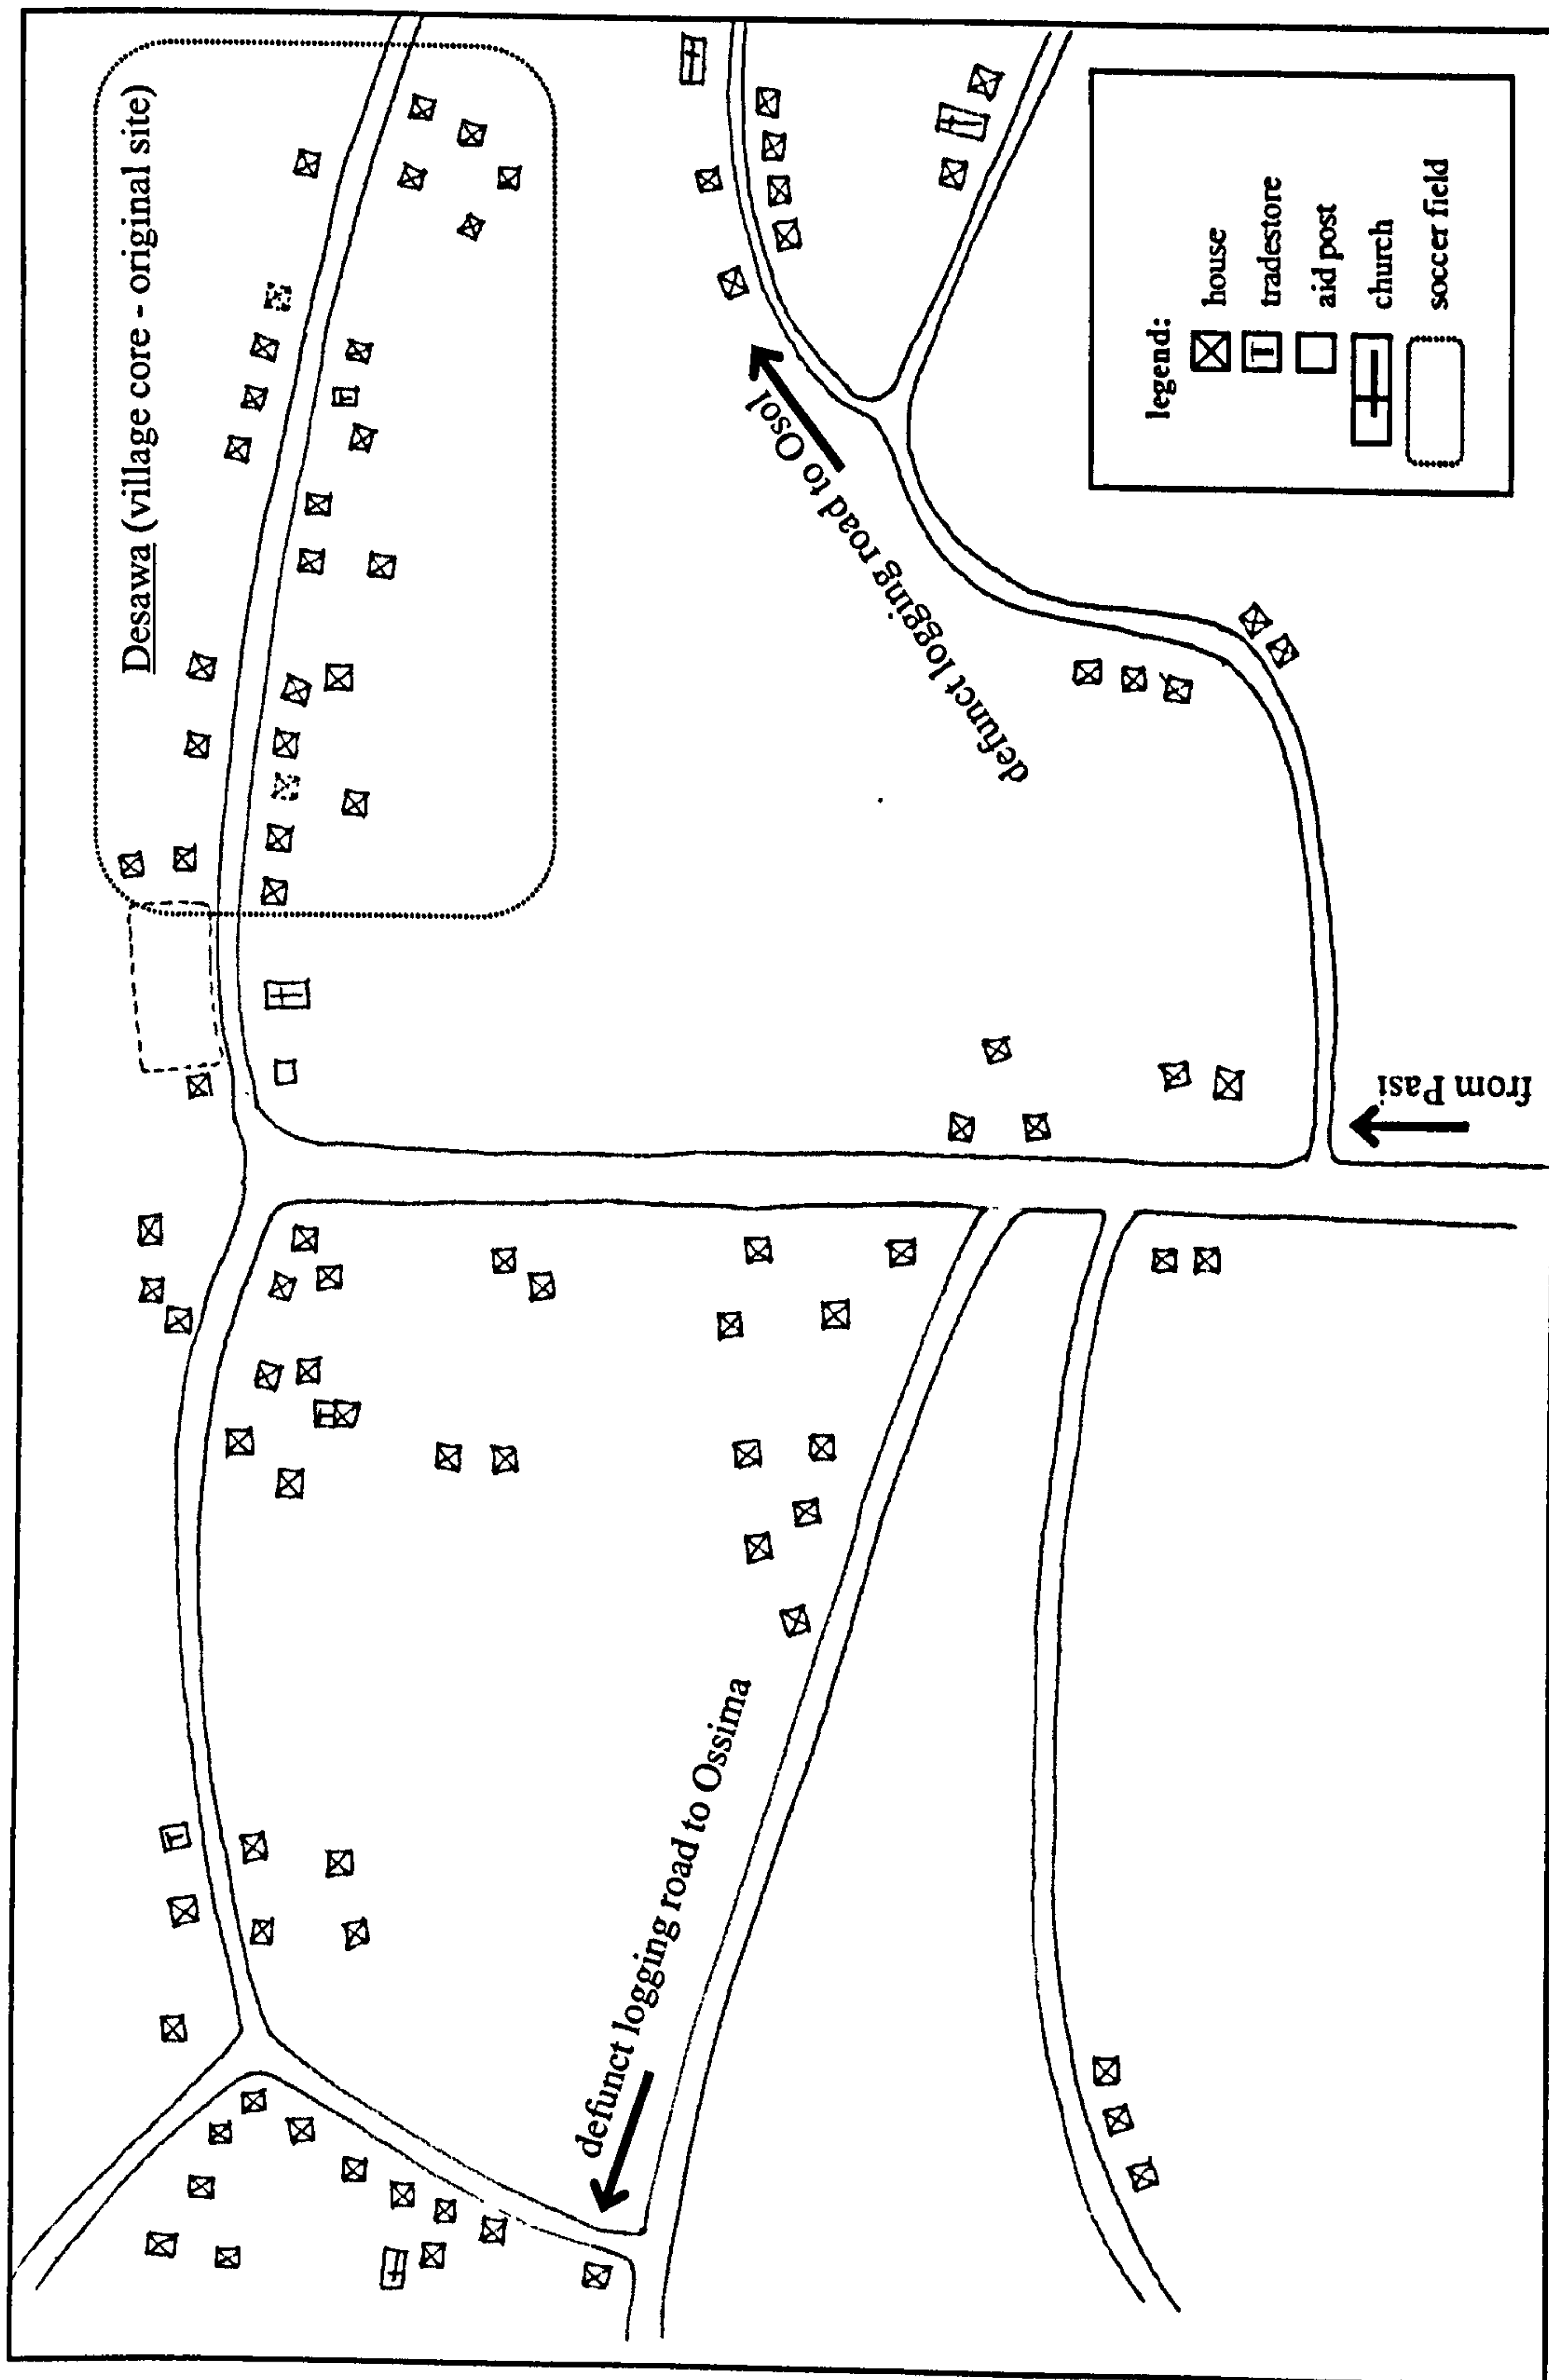 Desawa (village core - original site)
defunct logging road to Osol
from Pasi
defunct logging road to Ossima
legend:
house
T tradestore
aid post
church
soccer field